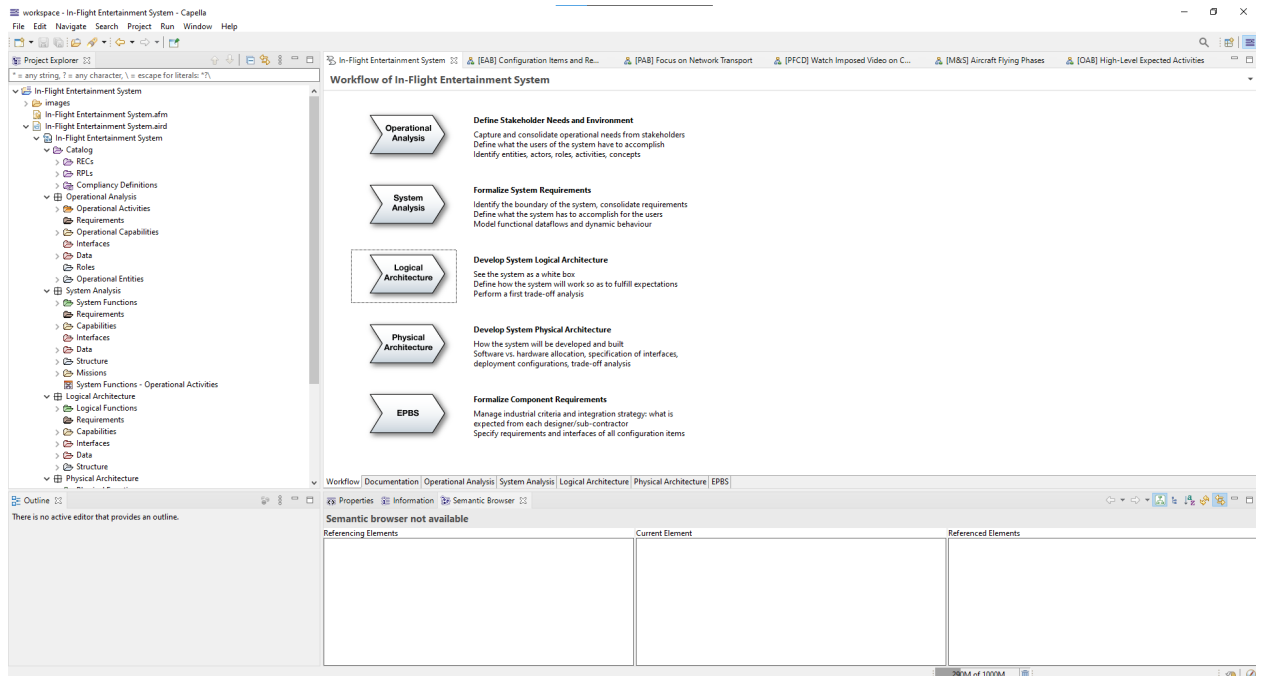 workspace - In-Flight Entertainment System - Capella
File Edit Navigate Search Project Run Window Help
Project Explorer
* = any string, ? = any character, \ = escape for literals: *?\
In-Flight Entertainment System
images
In-Flight Entertainment System.afm
In-Flight Entertainment System.aird
In-Flight Entertainment System
Catalog
RECs
RPLs
Compliancy Definitions
Operational Analysis
Operational Activities
Requirements
Operational Capabilities
Interfaces
Data
Roles
Operational Entities
System Analysis
System Functions
Requirements
Capabilities
Interfaces
Data
Structure
Missions
System Functions - Operational Activities
Logical Architecture
Logical Functions
Requirements
Capabilities
Interfaces
Data
Structure
Physical Architecture
In-Flight Entertainment System
[EAB] Configuration Items and Re...
[PAB] Focus on Network Transport
[PFCD] Watch Imposed Video on C...
[M&S] Aircraft Flying Phases
[OAB] High-Level Expected Activities
Workflow of In-Flight Entertainment System
Operational
Analysis
Define Stakeholder Needs and Environment
Capture and consolidate operational needs from stakeholders
Define what the users of the system have to accomplish
Identify entities, actors, roles, activities, concepts
System
Analysis
Formalize System Requirements
Identify the boundary of the system, consolidate requirements
Define what the system has to accomplish for the users
Model functional dataflows and dynamic behaviour
Logical
Architecture
Develop System Logical Architecture
See the system as a white box
Define how the system will work so as to fulfill expectations
Perform a first trade-off analysis
Physical
Architecture
Develop System Physical Architecture
How the system will be developed and built
Software vs. hardware allocation, specification of interfaces,
deployment configurations, trade-off analysis
EPBS
Formalize Component Requirements
Manage industrial criteria and integration strategy: what is
expected from each designer/sub-contractor
Specify requirements and interfaces of all configuration items
Workflow Documentation Operational Analysis System Analysis Logical Architecture Physical Architecture EPBS
Outline
There is no active editor that provides an outline.
Properties Information Semantic Browser
Semantic browser not available
Referencing Elements
Current Element
Referenced Elements
290M of 1000M